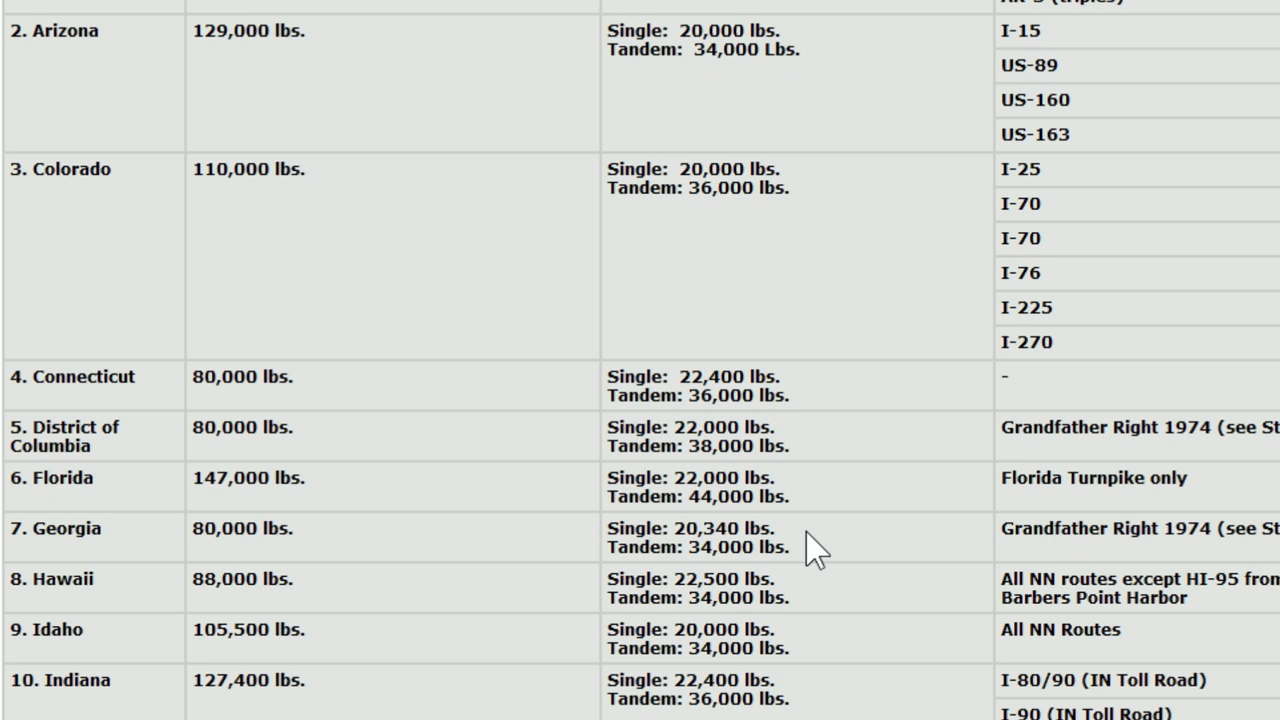 AR-5 (triples)
2. Arizona
129,000 lbs.
Single:  20,000 lbs.
Tandem:  34,000 Lbs.
I-15
US-89
US-160
US-163
3. Colorado
110,000 lbs.
Single:  20,000 lbs.
Tandem: 36,000 lbs.
I-25
I-70
I-70
I-76
I-225
I-270
4. Connecticut
80,000 lbs.
Single:  22,400 lbs.
Tandem: 36,000 lbs.
-
5. District of
Columbia
80,000 lbs.
Single: 22,000 lbs.
Tandem: 38,000 lbs.
Grandfather Right 1974 (see St
6. Florida
147,000 lbs.
Single: 22,000 lbs.
Tandem: 44,000 lbs.
Florida Turnpike only
7. Georgia
80,000 lbs.
Single: 20,340 lbs.
Tandem: 34,000 lbs.
Grandfather Right 1974 (see St
8. Hawaii
88,000 lbs.
Single: 22,500 lbs.
Tandem: 34,000 lbs.
All NN routes except HI-95 from
Barbers Point Harbor
9. Idaho
105,500 lbs.
Single: 20,000 lbs.
Tandem: 34,000 lbs.
All NN Routes
10. Indiana
127,400 lbs.
Single: 22,400 lbs.
Tandem: 36,000 lbs.
I-80/90 (IN Toll Road)
I-90 (IN Toll Road)